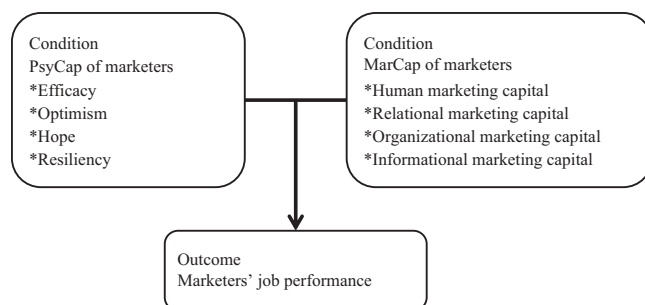 Condition
PsyCap of marketers
*Efficacy
*Optimism
*Hope
*Resiliency
Condition
MarCap of marketers
*Human marketing capital
*Relational marketing capital
*Organizational marketing capital
*Informational marketing capital
Outcome
Marketers’ job performance